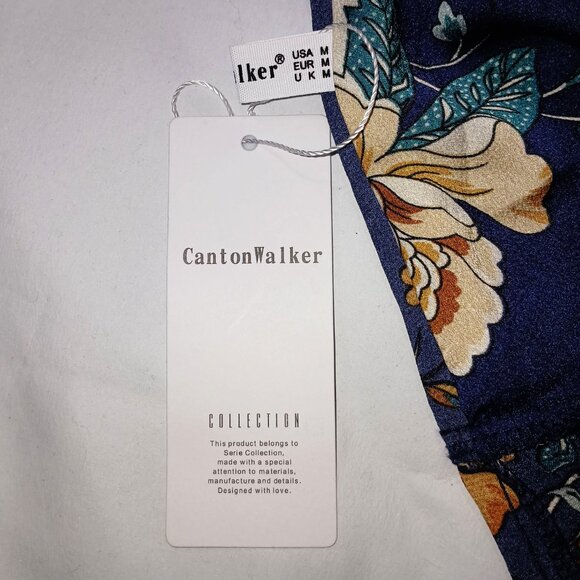 alker® USA M
EUR M
U K M
CantonWalker
COLLECTION
This product belongs to
Serie Collection,
made with a special
attention to materials,
manufacture and details.
Designed with love.